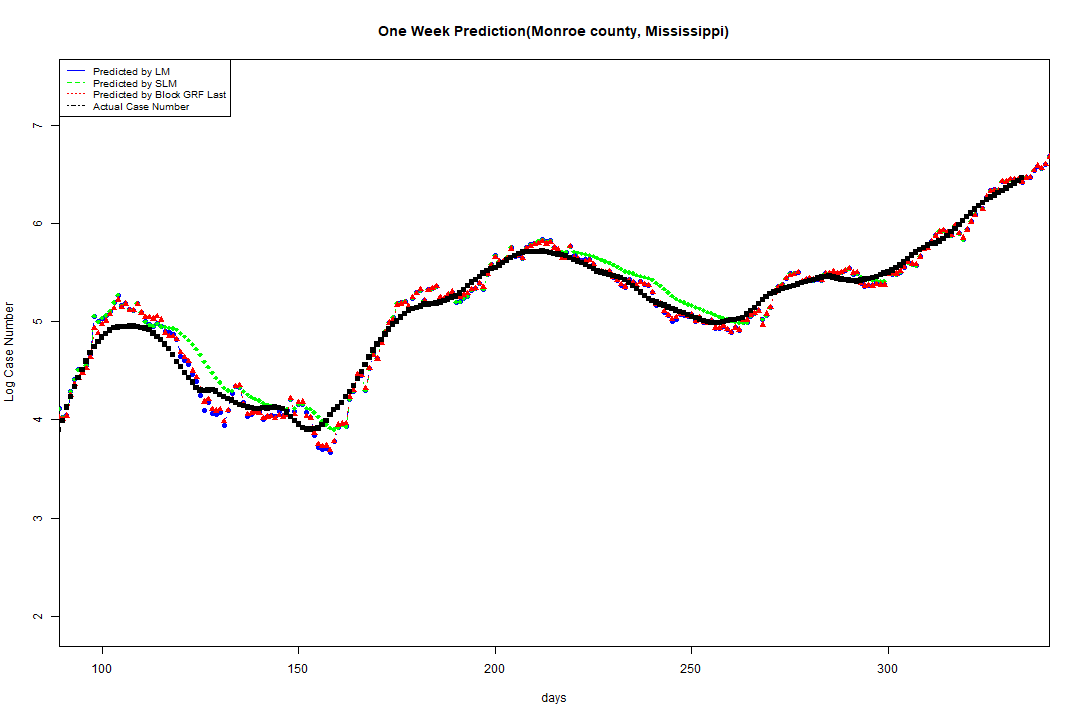 One Week Prediction(Monroe county, Mississippi)
Predicted by LM
Predicted by SLM
Predicted by Block GRF Last
Actual Case Number
Log Case Number
7
6
5
4
3
2
100 150 200 250 300
days